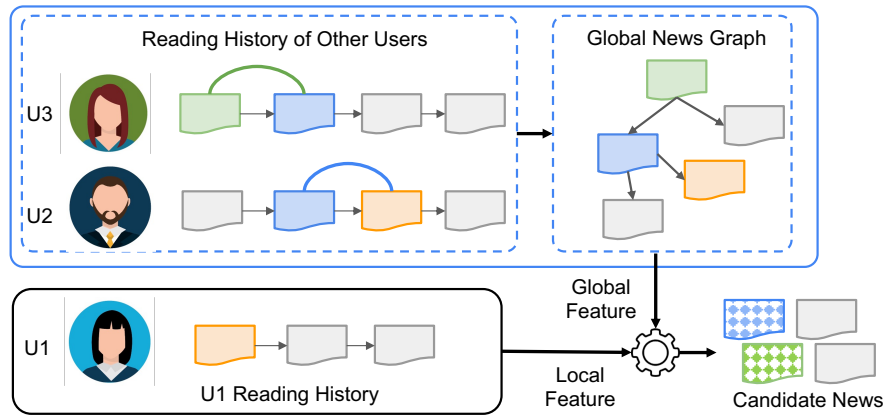 Reading History of Other Users
Global News Graph
U3
U2
Global
Feature
U1
U1 Reading History
Local
Feature
Candidate News